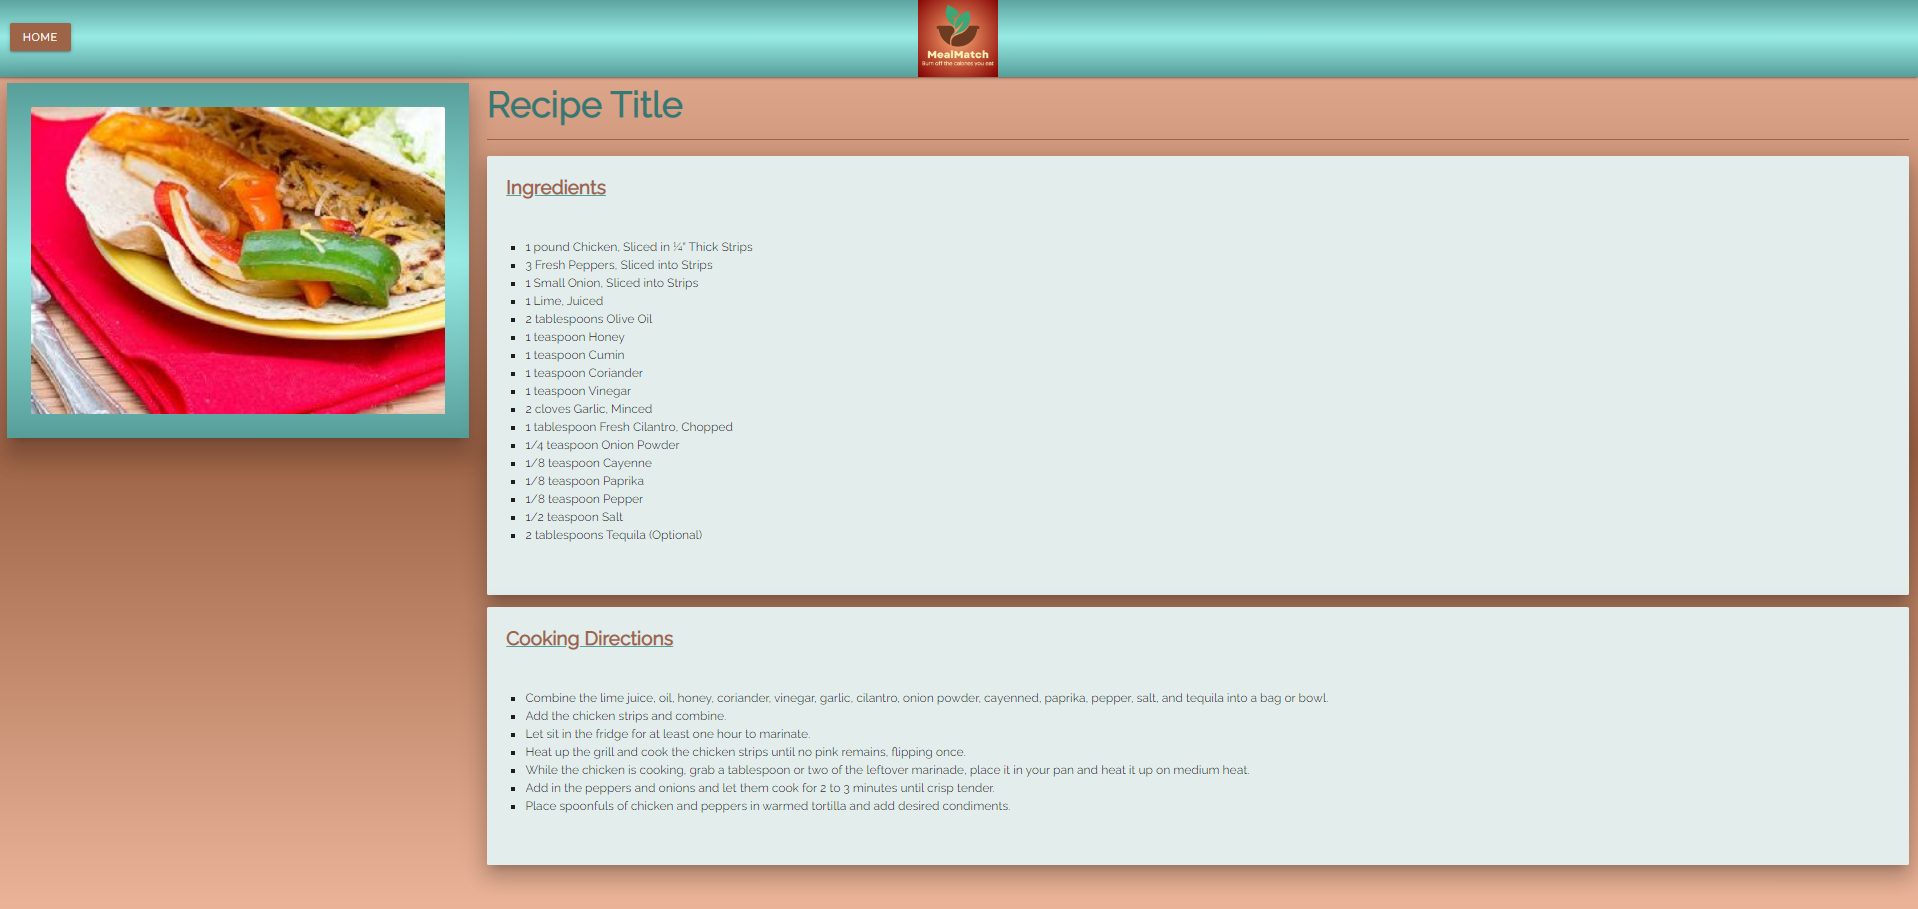 HOME
MealMatch
Burn off the calories you eat
Recipe Title
Ingredients
1 pound Chicken, Sliced in ¼" Thick Strips
3 Fresh Peppers, Sliced into Strips
1 Small Onion, Sliced into Strips
1 Lime, Juiced
2 tablespoons Olive Oil
1 teaspoon Honey
1 teaspoon Cumin
1 teaspoon Coriander
1 teaspoon Vinegar
2 cloves Garlic, Minced
1 tablespoon Fresh Cilantro, Chopped
1/4 teaspoon Onion Powder
1/8 teaspoon Cayenne
1/8 teaspoon Paprika
1/8 teaspoon Pepper
1/2 teaspoon Salt
2 tablespoons Tequila (Optional)
Cooking Directions
Combine the lime juice, oil, honey, coriander, vinegar, garlic, cilantro, onion powder, cayenned, paprika, pepper, salt, and tequila into a bag or bowl.
Add the chicken strips and combine.
Let sit in the fridge for at least one hour to marinate.
Heat up the grill and cook the chicken strips until no pink remains, flipping once.
While the chicken is cooking, grab a tablespoon or two of the leftover marinade, place it in your pan and heat it up on medium heat.
Add in the peppers and onions and let them cook for 2 to 3 minutes until crisp tender.
Place spoonfuls of chicken and peppers in warmed tortilla and add desired condiments.